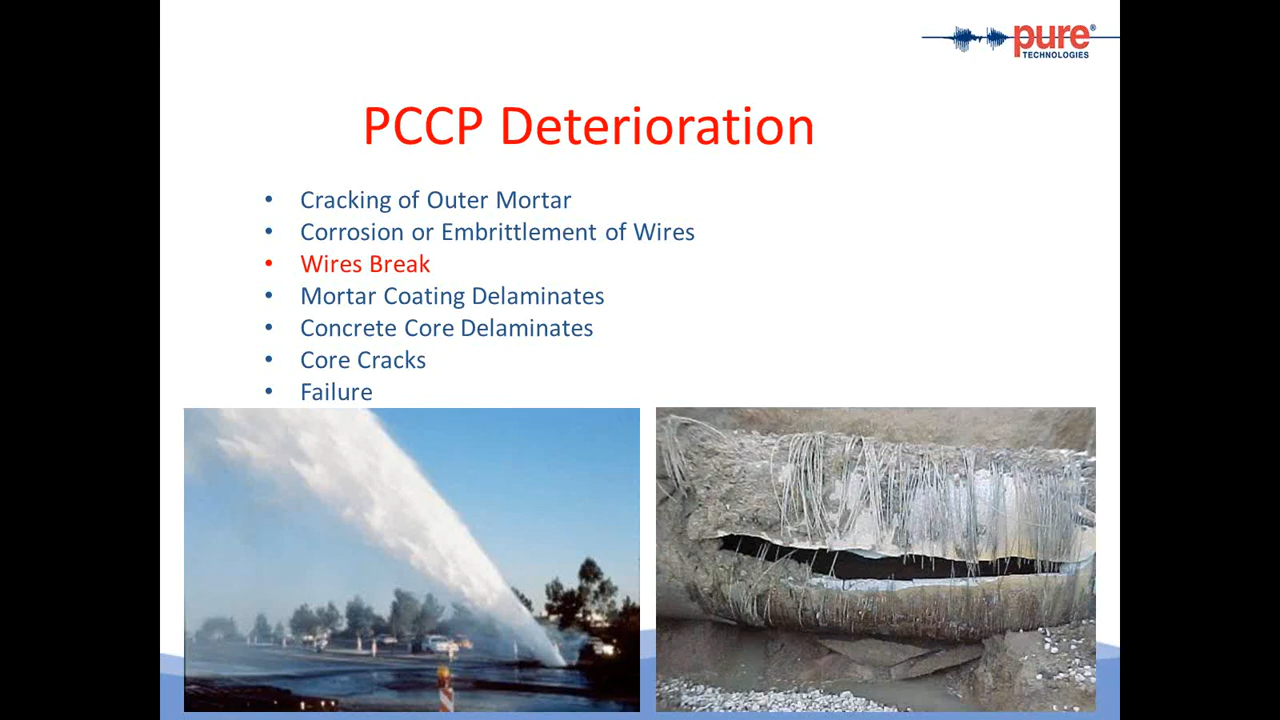 pure®
TECHNOLOGIES
PCCP Deterioration
• Cracking of Outer Mortar
• Corrosion or Embrittlement of Wires
• Wires Break
• Mortar Coating Delaminates
• Concrete Core Delaminates
• Core Cracks
• Failure